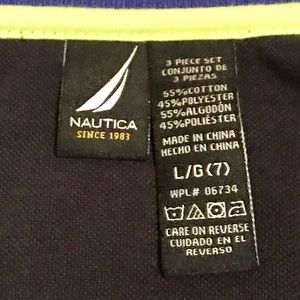 NAUTICA
SINCE 1983
3 PIECE SET
CONJUNTO DE
3 PIEZAS
55%COTTON
45%POLYESTER
55%ALGODÓN
45%POLIÉSTER
MADE IN CHINA
HECHO EN CHINA
L/G(7)
WPL# 06734
CARE ON REVERSE
CUIDADO EN EL
REVERSO